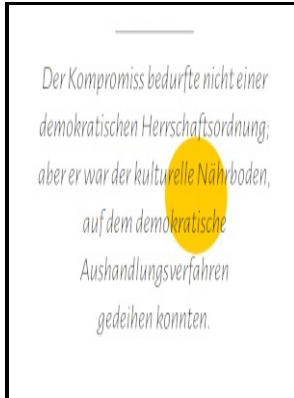 Der Kompromiss bedurfte nicht einer
demokratischen Herrschaftsordnung;
aber er war der kulturelle Nährboden,
auf dem demokratische
Aushandlungsverfahren
gedeihen konnten.